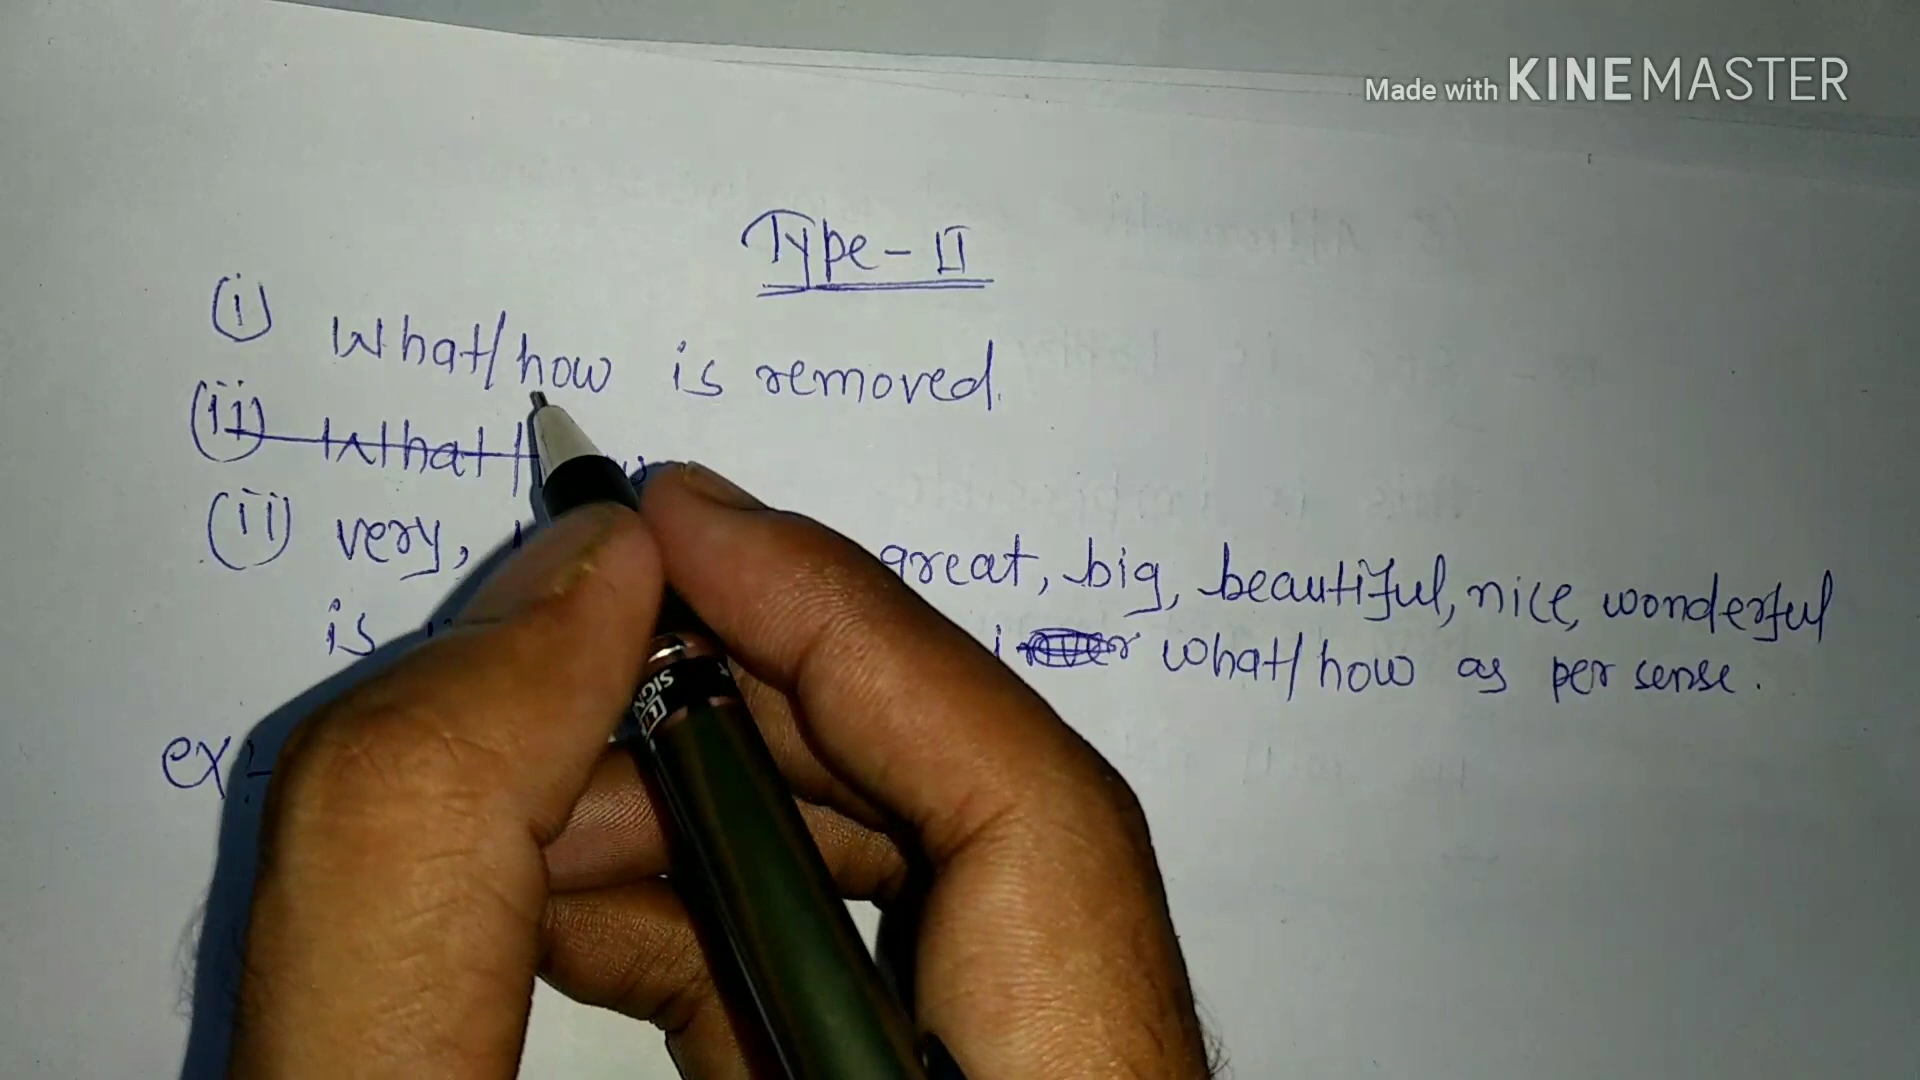 Made with KINEMASTER
Type-II
(i) What/how is removed.
(ii) What/
(ii) very, great, big, beautiful, nice, wonderful
is what/how as per sense.
ex:-